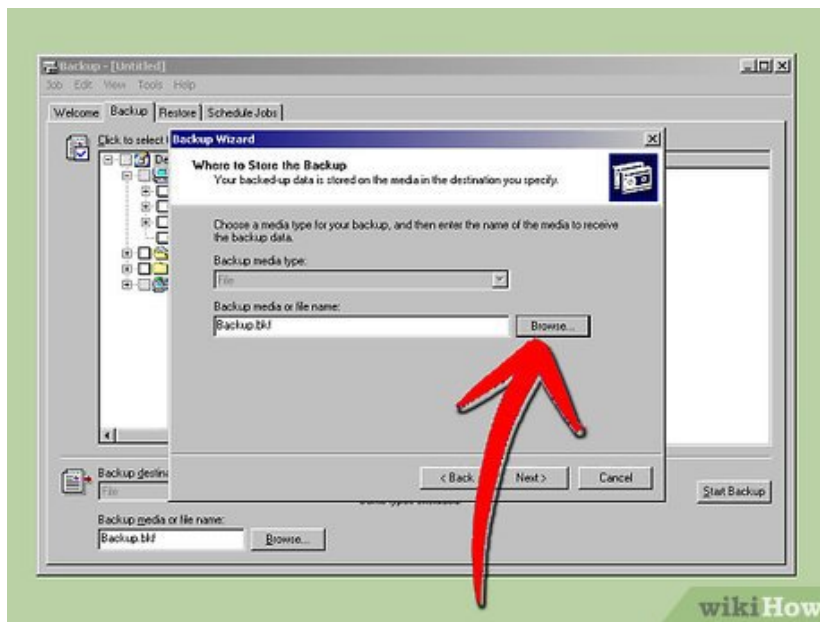 Backup - [Untitled]
Job Edit View Tools Help
Welcome Backup Restore Schedule Jobs
Click to select
Backup Wizard
Where to Store the Backup
Your backed-up data is stored on the media in the destination you specify.
Choose a media type for your backup, and then enter the name of the media to receive
the backup data.
Backup media type:
File
Backup media or file name:
Backup.bkf
Browse...
< Back
Next >
Cancel
Backup destina
File
Start Backup
Backup media or file name:
Backup.bkf
Browse...
wikiHow